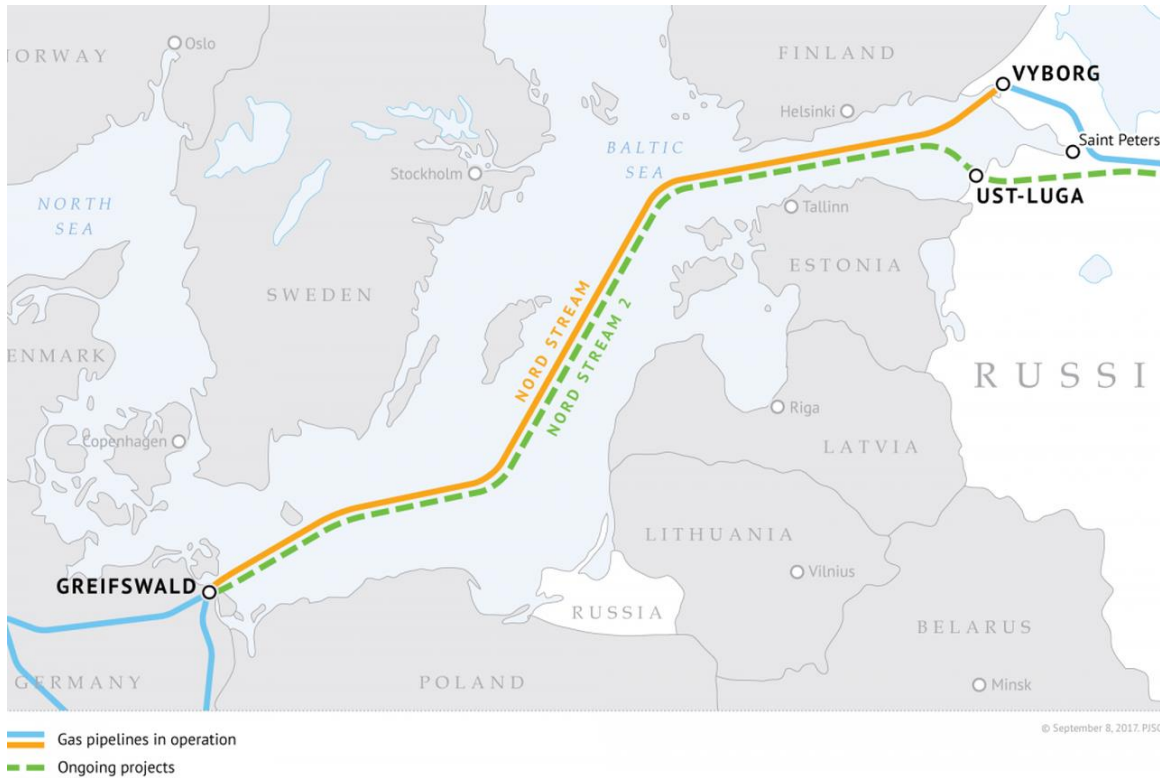 ORWAY
Oslo
FINLAND
VYBORG
Helsinki
BALTIC
SEA
Saint Peters
Stockholm
UST-LUGA
NORTH
SEA
Tallinn
ESTONIA
SWEDEN
NORD STREAM
NORD STREAM 2
ENMARK
RUSSI
Riga
Copenhagen
LATVIA
LITHUANIA
Vilnius
GREIFSWALD
RUSSIA
BELARUS
GERMANY
POLAND
Minsk
© September 8, 2017. PJSC
Gas pipelines in operation
Ongoing projects